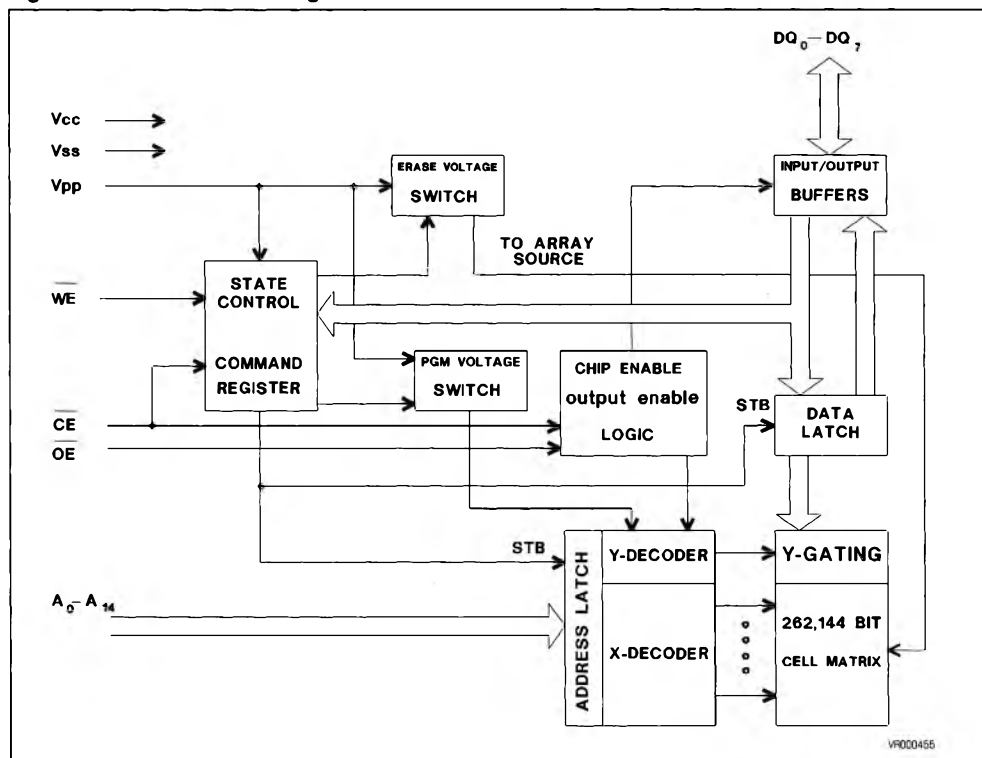 DQ0–DQ7
Vcc
Vss
Vpp
ERASE VOLTAGE
SWITCH
INPUT/OUTPUT
BUFFERS
TO ARRAY
SOURCE
STATE
CONTROL
WE
COMMAND
REGISTER
PGM VOLTAGE
SWITCH
CHIP ENABLE
output enable
LOGIC
STB
DATA
LATCH
CE
OE
STB
ADDRESS LATCH
Y-DECODER
Y-GATING
A0–A14
X-DECODER
262,144 BIT
CELL MATRIX
VR000455